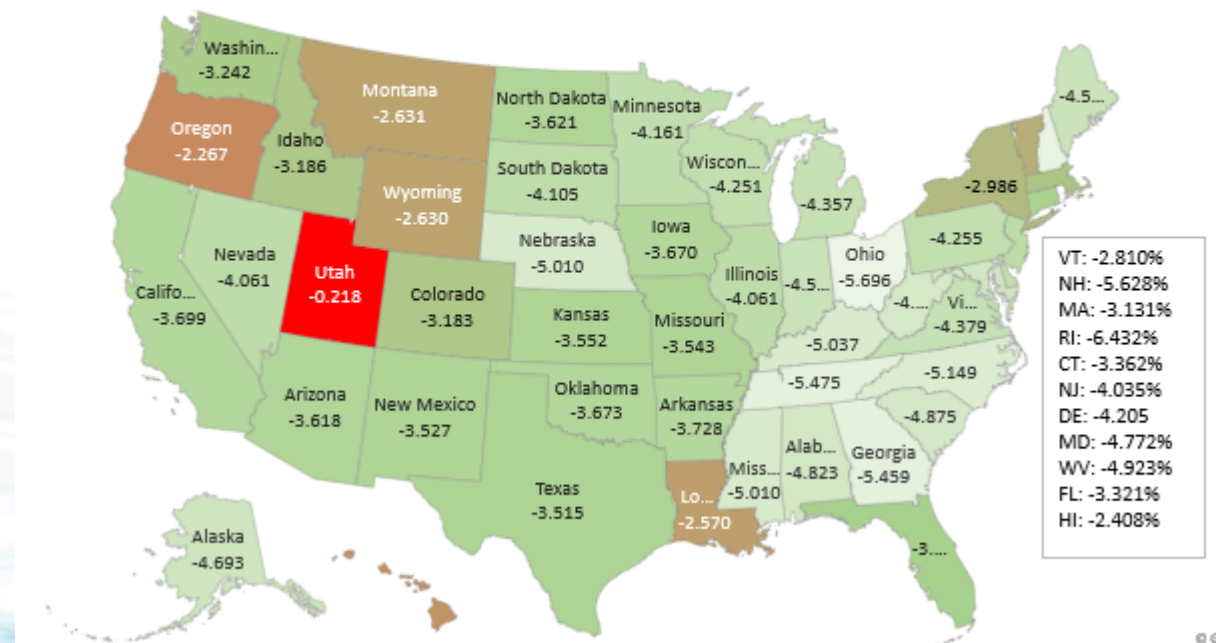 Washin...
-3.242
Montana
-2.631
North Dakota
-3.621
Minnesota
-4.161
-4.5...
Oregon
-2.267
Idaho
-3.186
South Dakota
-4.105
Wiscon...
-4.251
-4.357
-2.986
Wyoming
-2.630
Nebraska
-5.010
Iowa
-3.670
-4.255
Nevada
-4.061
Utah
-0.218
Colorado
-3.183
Illinois
-4.061
-4.5...
Ohio
-5.696
-4....
Vi...
-4.379
Califo...
-3.699
Kansas
-3.552
Missouri
-3.543
-5.037
-5.475
-5.149
Arizona
-3.618
New Mexico
-3.527
Oklahoma
-3.673
Arkansas
-3.728
-4.875
Miss...
-5.010
Alab...
-4.823
Georgia
-5.459
Texas
-3.515
Lo...
-2.570
-3....
Alaska
-4.693
VT: -2.810%
NH: -5.628%
MA: -3.131%
RI: -6.432%
CT: -3.362%
NJ: -4.035%
DE: -4.205
MD: -4.772%
WV: -4.923%
FL: -3.321%
HI: -2.408%